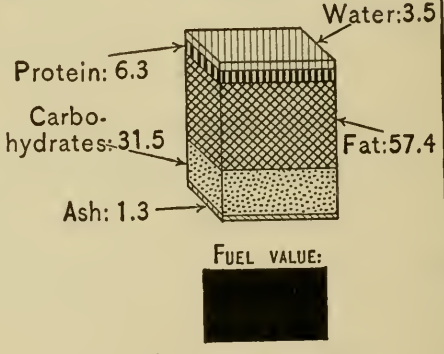 Water:3.5
Protein: 6.3
Carbo-
hydrates: 31.5
Fat:57.4
Ash: 1.3
FUEL VALUE: